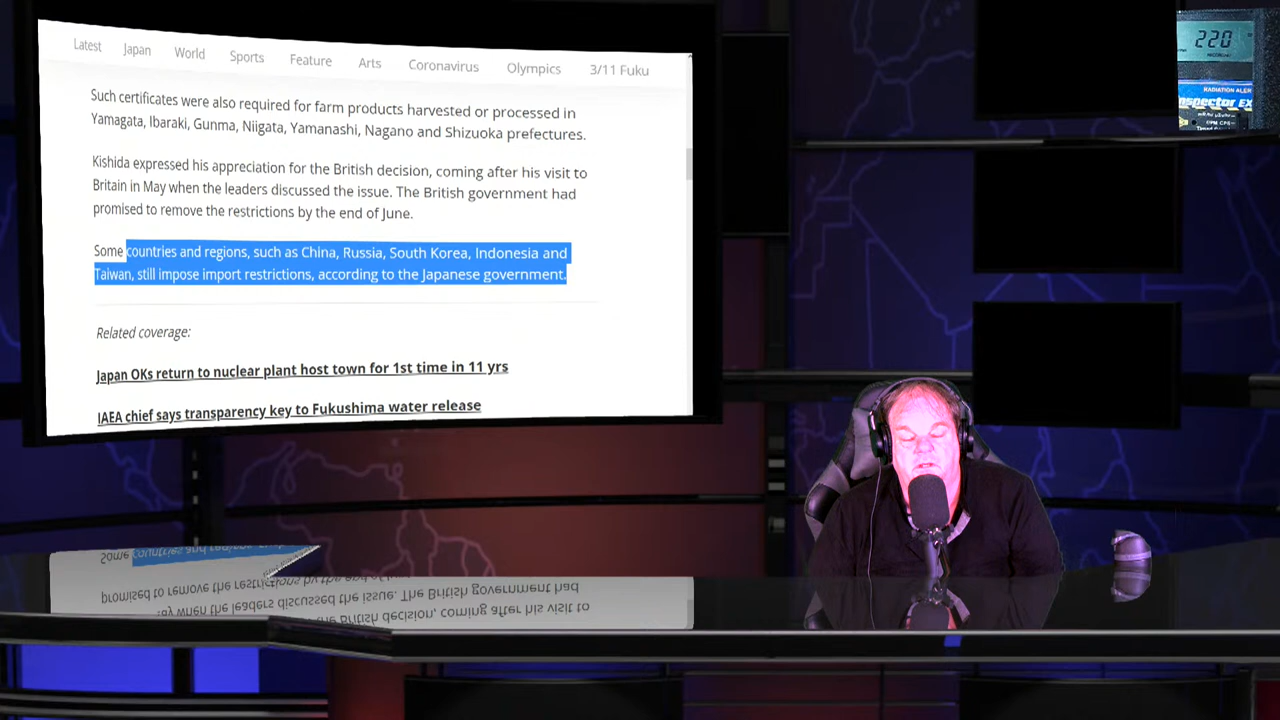 Latest Japan World Sports Feature Arts Coronavirus Olympics 3/11 Fuku
Such certificates were also required for farm products harvested or processed in
Yamagata, Ibaraki, Gunma, Niigata, Yamanashi, Nagano and Shizuoka prefectures.
Kishida expressed his appreciation for the British decision, coming after his visit to
Britain in May when the leaders discussed the issue. The British government had
promised to remove the restrictions by the end of June.
Some countries and regions, such as China, Russia, South Korea, Indonesia and
Taiwan, still impose import restrictions, according to the Japanese government.
Related coverage:
Japan OKs return to nuclear plant host town for 1st time in 11 yrs
IAEA chief says transparency key to Fukushima water release
220
RADIATION ALER
Inspector EX